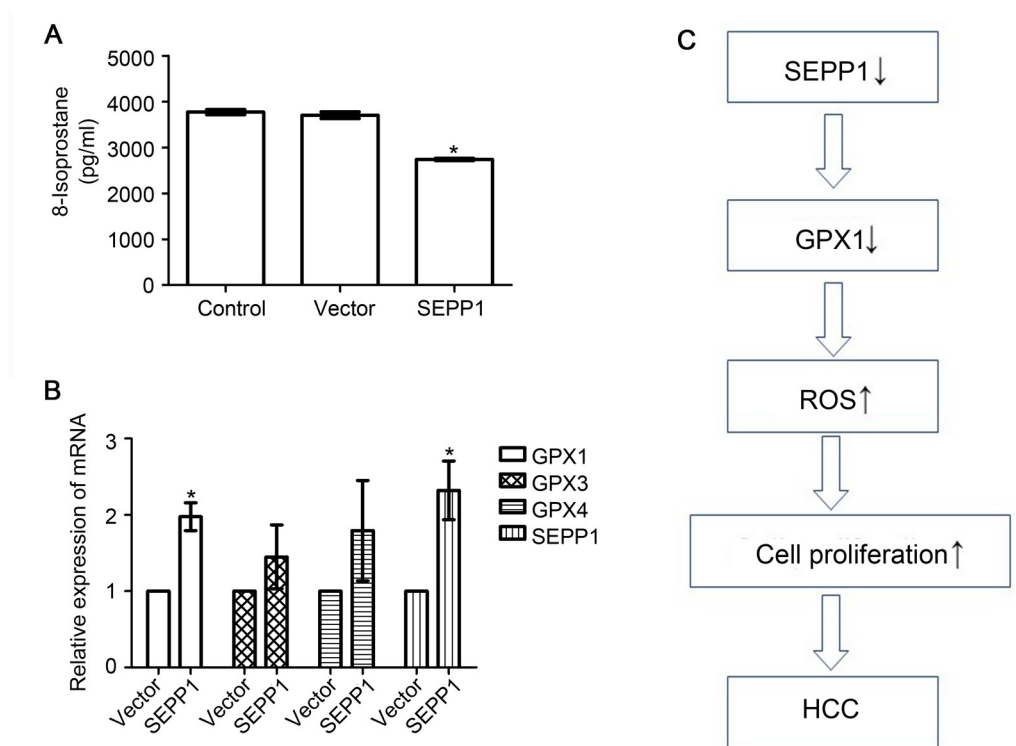 A
5000
4000
3000
2000
1000
0
8-Isoprostane
(pg/ml)
*
Control Vector SEPP1
B
3
2
1
0
Relative expression of mRNA
* *
Vector SEPP1 Vector SEPP1 Vector SEPP1 Vector SEPP1
GPX1
GPX3
GPX4
SEPP1
C
SEPP1↓
GPX1↓
ROS↑
Cell proliferation↑
HCC